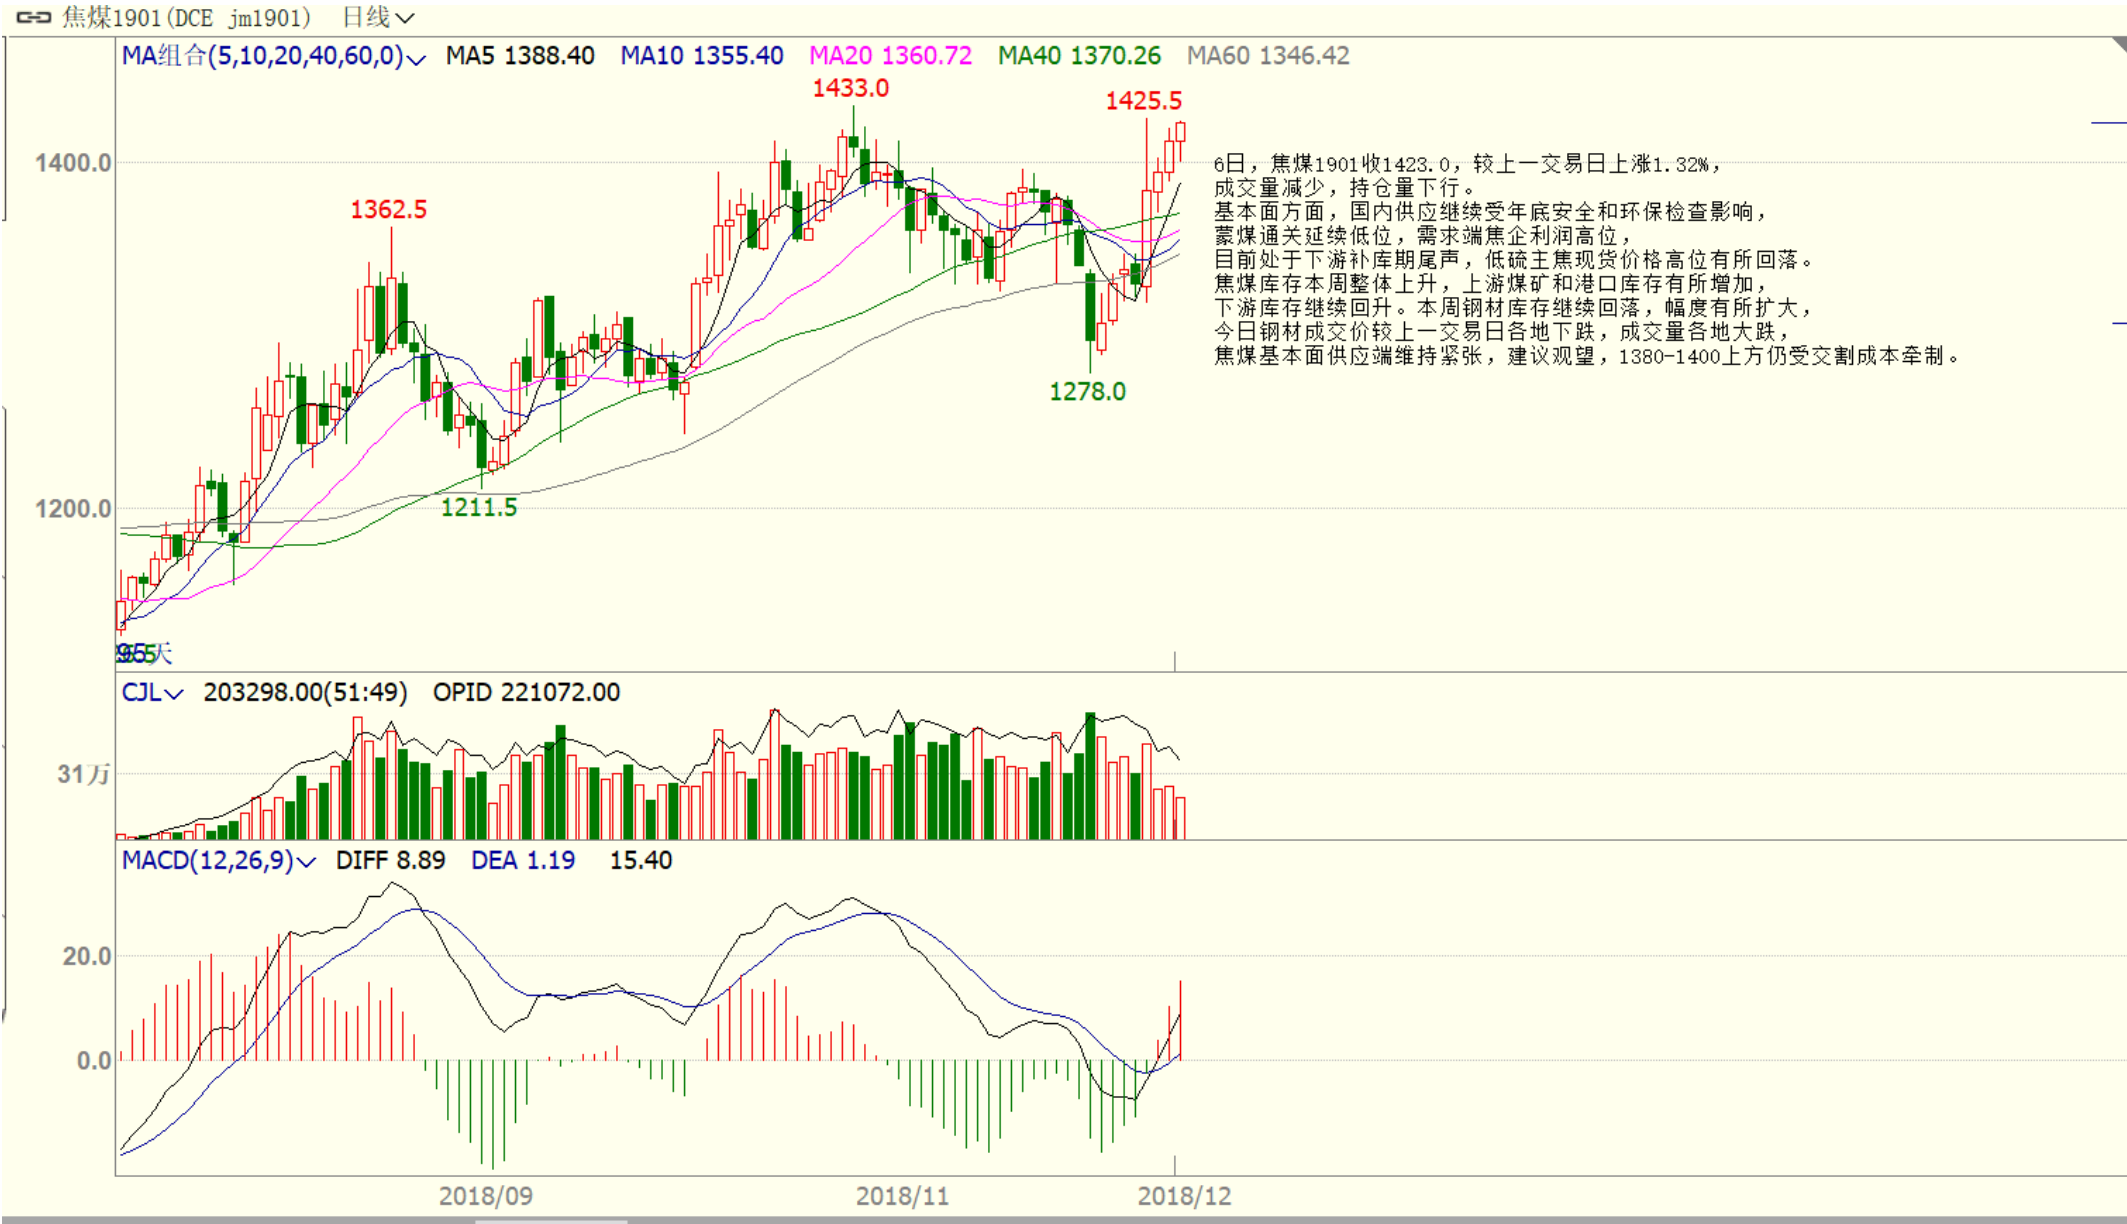 焦煤1901(DCE jm1901) 日线
MA组合(5,10,20,40,60,0) MA5 1388.40 MA10 1355.40 MA20 1360.72 MA40 1370.26 MA60 1346.42
1433.0
1425.5
1400.0
6日，焦煤1901收1423.0，较上一交易日上涨1.32%，
成交量减少，持仓量下行。
基本面方面，国内供应继续受年底安全和环保检查影响，
蒙煤通关延续低位，需求端焦企利润高位，
目前处于下游补库期尾声，低硫主焦现货价格高位有所回落。
焦煤库存本周整体上升，上游煤矿和港口库存有所增加，
下游库存继续回升。本周钢材库存继续回落，幅度有所扩大，
今日钢材成交价较上一交易日各地下跌，成交量各地大跌，
焦煤基本面供应端维持紧张，建议观望，1380-1400上方仍受交割成本牵制。
1362.5
1278.0
1200.0
1211.5
天
CJL 203298.00(51:49) OPID 221072.00
31万
MACD(12,26,9) DIFF 8.89 DEA 1.19 15.40
20.0
0.0
2018/09 2018/11 2018/12